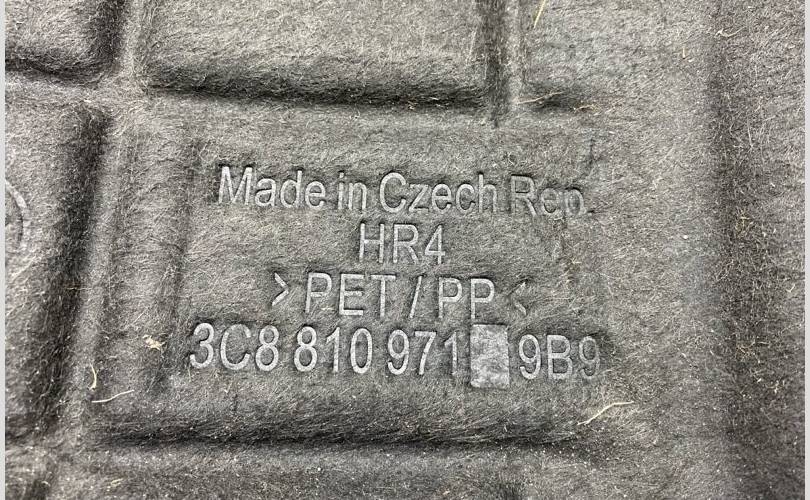 Made in Czech Rep.
HR4
>PET / PP<
3C8 810 971 9B9